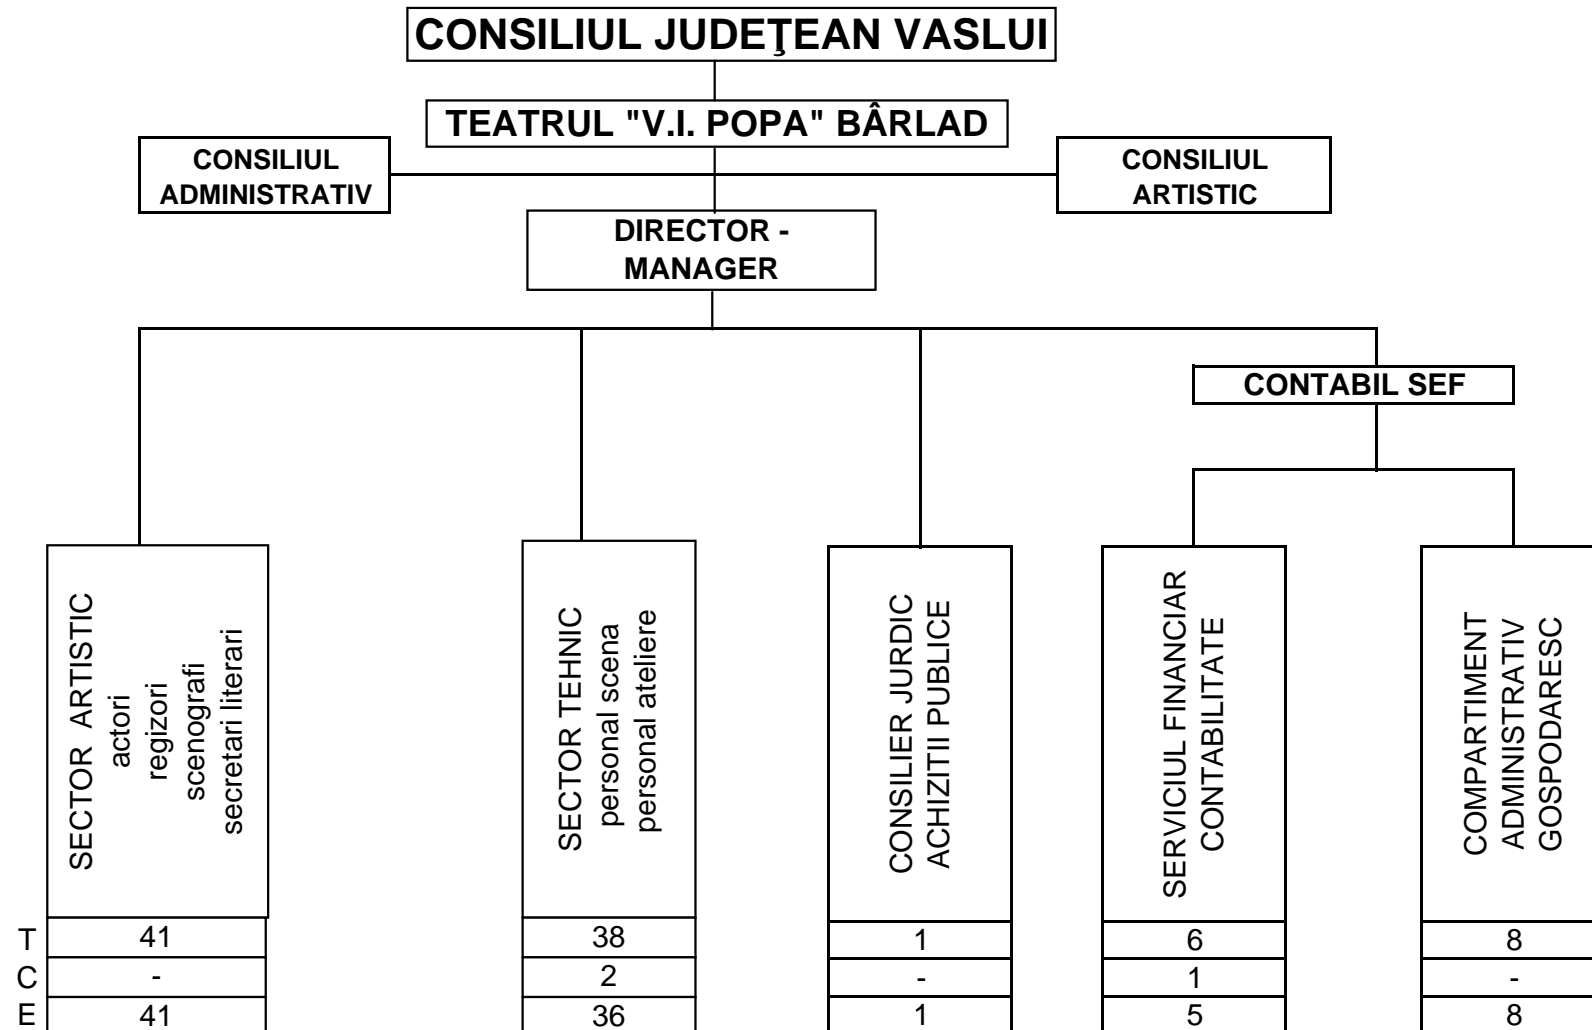 CONSILIUL JUDEŢEAN VASLUI
TEATRUL "V.I. POPA" BÂRLAD
CONSILIUL
ADMINISTRATIV
CONSILIUL
ARTISTIC
DIRECTOR -
MANAGER
CONTABIL SEF
SECTOR ARTISTIC
actori
regizori
scenografi
secretari literari
SECTOR TEHNIC
personal scena
personal ateliere
CONSILIER JURDIC
ACHIZITII PUBLICE
SERVICIUL FINANCIAR
CONTABILITATE
COMPARTIMENT
ADMINISTRATIV
GOSPODARESC
T 41 38 1 6 8
C - 2 - 1 -
E 41 36 1 5 8